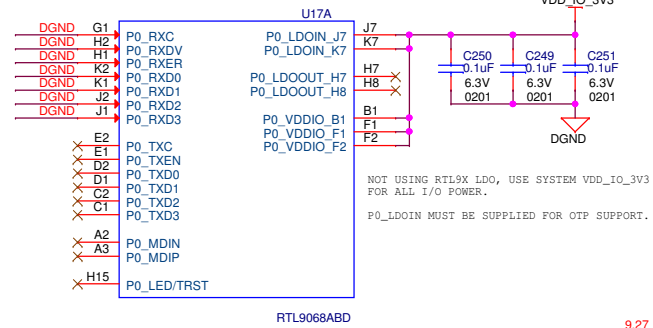 VDD_IO_3V3
U17A
DGND G1 P0_RXC
DGND H2 P0_RXDV
DGND H1 P0_RXER
DGND K2 P0_RXD0
DGND K1 P0_RXD1
DGND J2 P0_RXD2
DGND J1 P0_RXD3
E2 P0_TXC
E1 P0_TXEN
D2 P0_TXD0
D1 P0_TXD1
C2 P0_TXD2
C1 P0_TXD3
A2 P0_MDIN
A3 P0_MDIP
H15 P0_LED/TRST
P0_LDOIN_J7 J7
P0_LDOIN_K7 K7
P0_LDOOUT_H7 H7
P0_LDOOUT_H8 H8
P0_VDDIO_B1 B1
P0_VDDIO_F1 F1
P0_VDDIO_F2 F2
RTL9068ABD
C250
0.1uF
6.3V
0201
C249
0.1uF
6.3V
0201
C251
0.1uF
6.3V
0201
DGND
NOT USING RTL9X LDO, USE SYSTEM VDD_IO_3V3
FOR ALL I/O POWER.
P0_LDOIN MUST BE SUPPLIED FOR OTP SUPPORT.
9.27